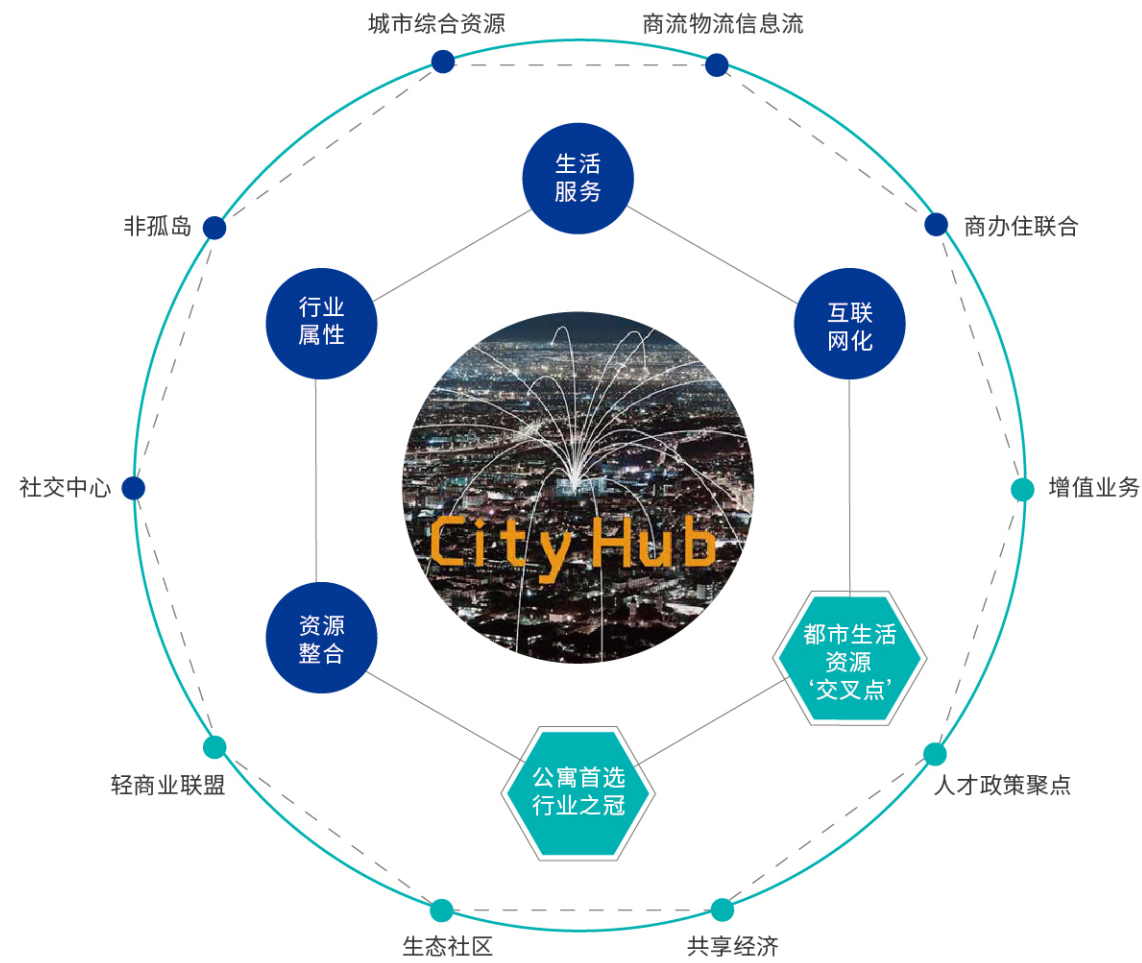 城市综合资源
商流物流信息流
生活
服务
非孤岛
商办住联合
行业
属性
互联
网化
社交中心
增值业务
City Hub
资源
整合
都市生活
资源
‘交叉点’
公寓首选
行业之冠
轻商业联盟
人才政策聚点
生态社区
共享经济